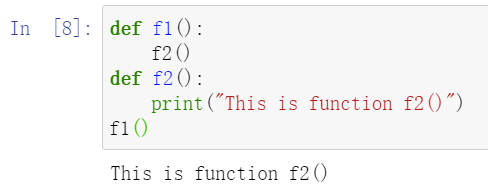 In [8]: def f1():
    f2()
def f2():
    print("This is function f2()")
f1()
This is function f2()